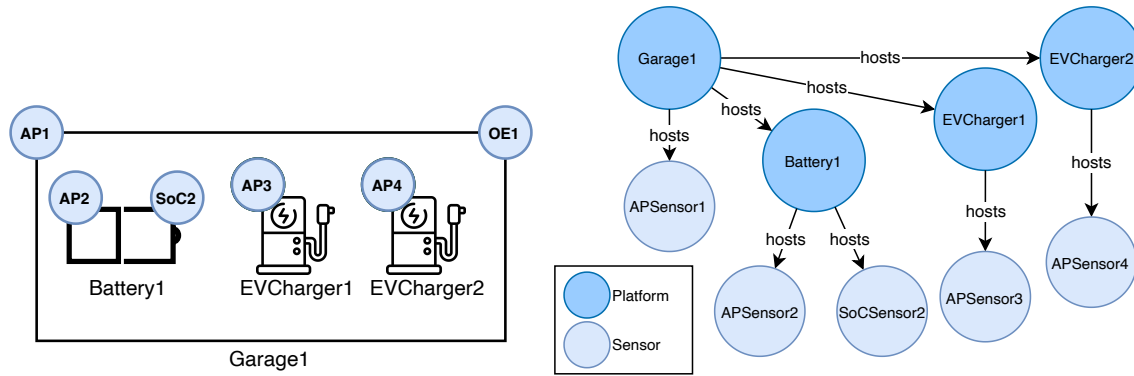 AP1
OE1
AP2
SoC2
AP3
AP4
Battery1
EVCharger1
EVCharger2
Garage1
Garage1
hosts
EVCharger2
hosts
EVCharger1
hosts
hosts
Battery1
hosts
APSensor1
hosts
hosts
hosts
APSensor4
Platform
Sensor
APSensor2
SoCSensor2
APSensor3